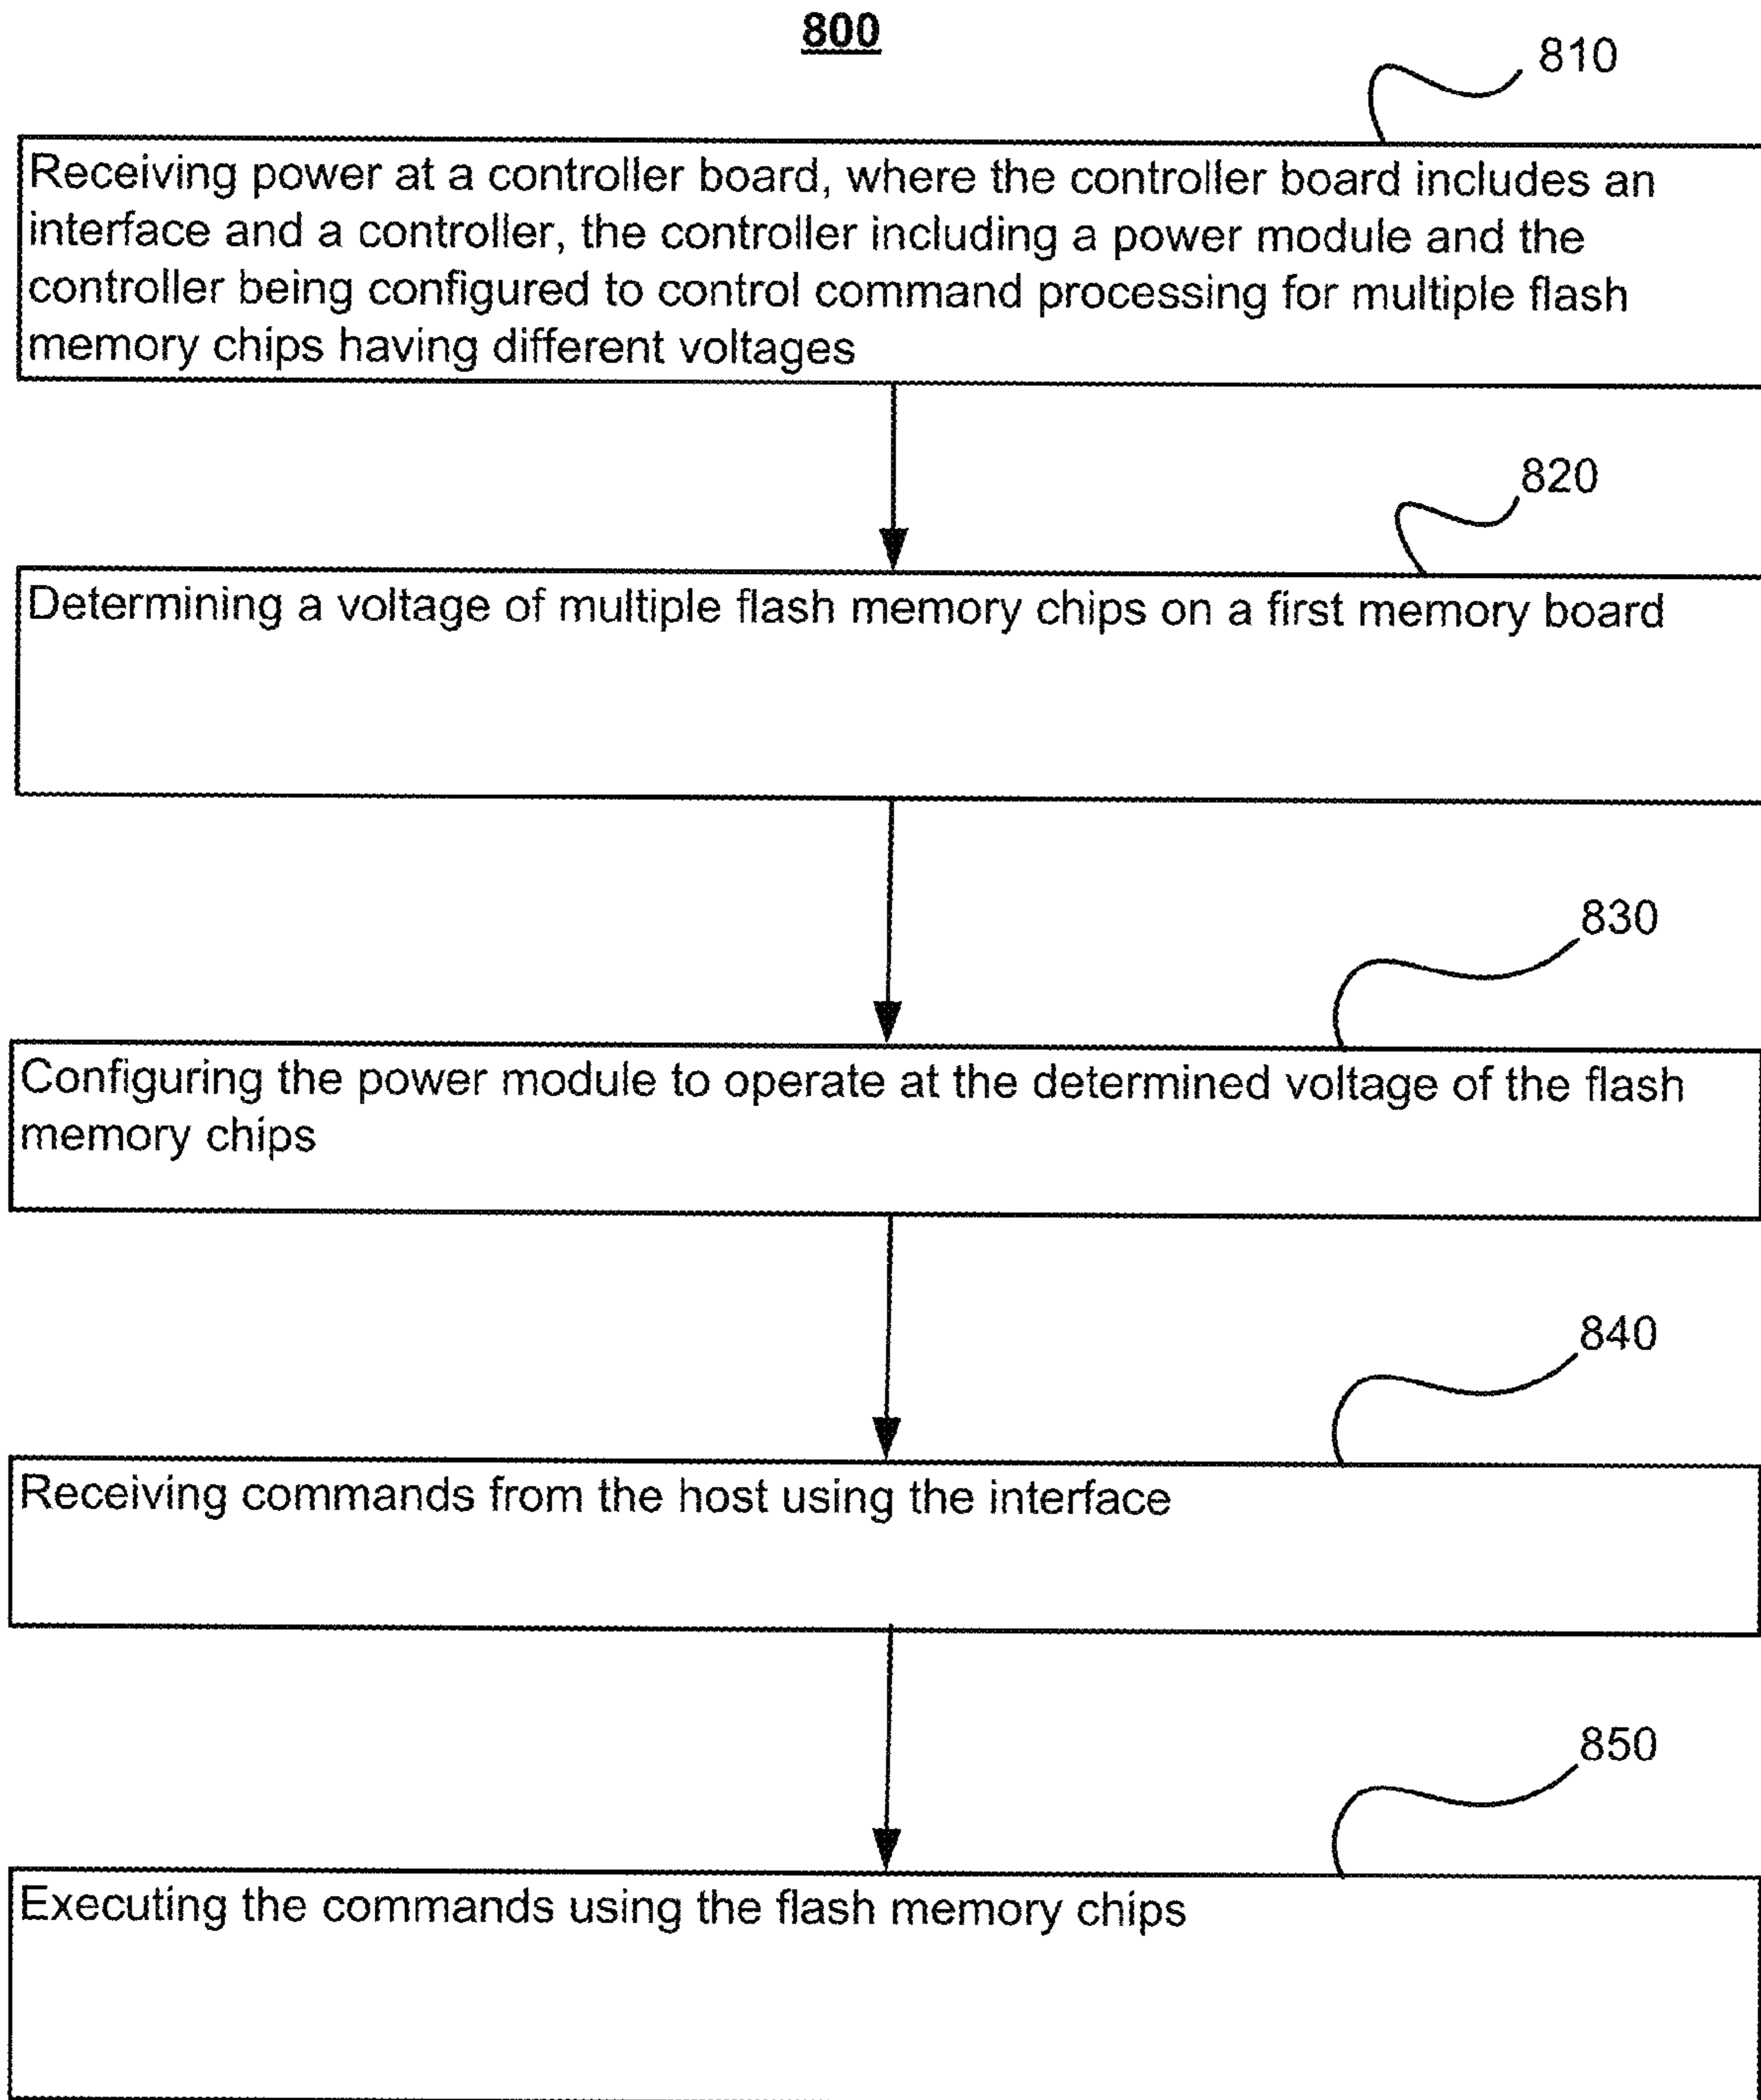 800
810
Receiving power at a controller board, where the controller board includes an
interface and a controller, the controller including a power module and the
controller being configured to control command processing for multiple flash
memory chips having different voltages
820
Determining a voltage of multiple flash memory chips on a first memory board
830
Configuring the power module to operate at the determined voltage of the flash
memory chips
840
Receiving commands from the host using the interface
850
Executing the commands using the flash memory chips